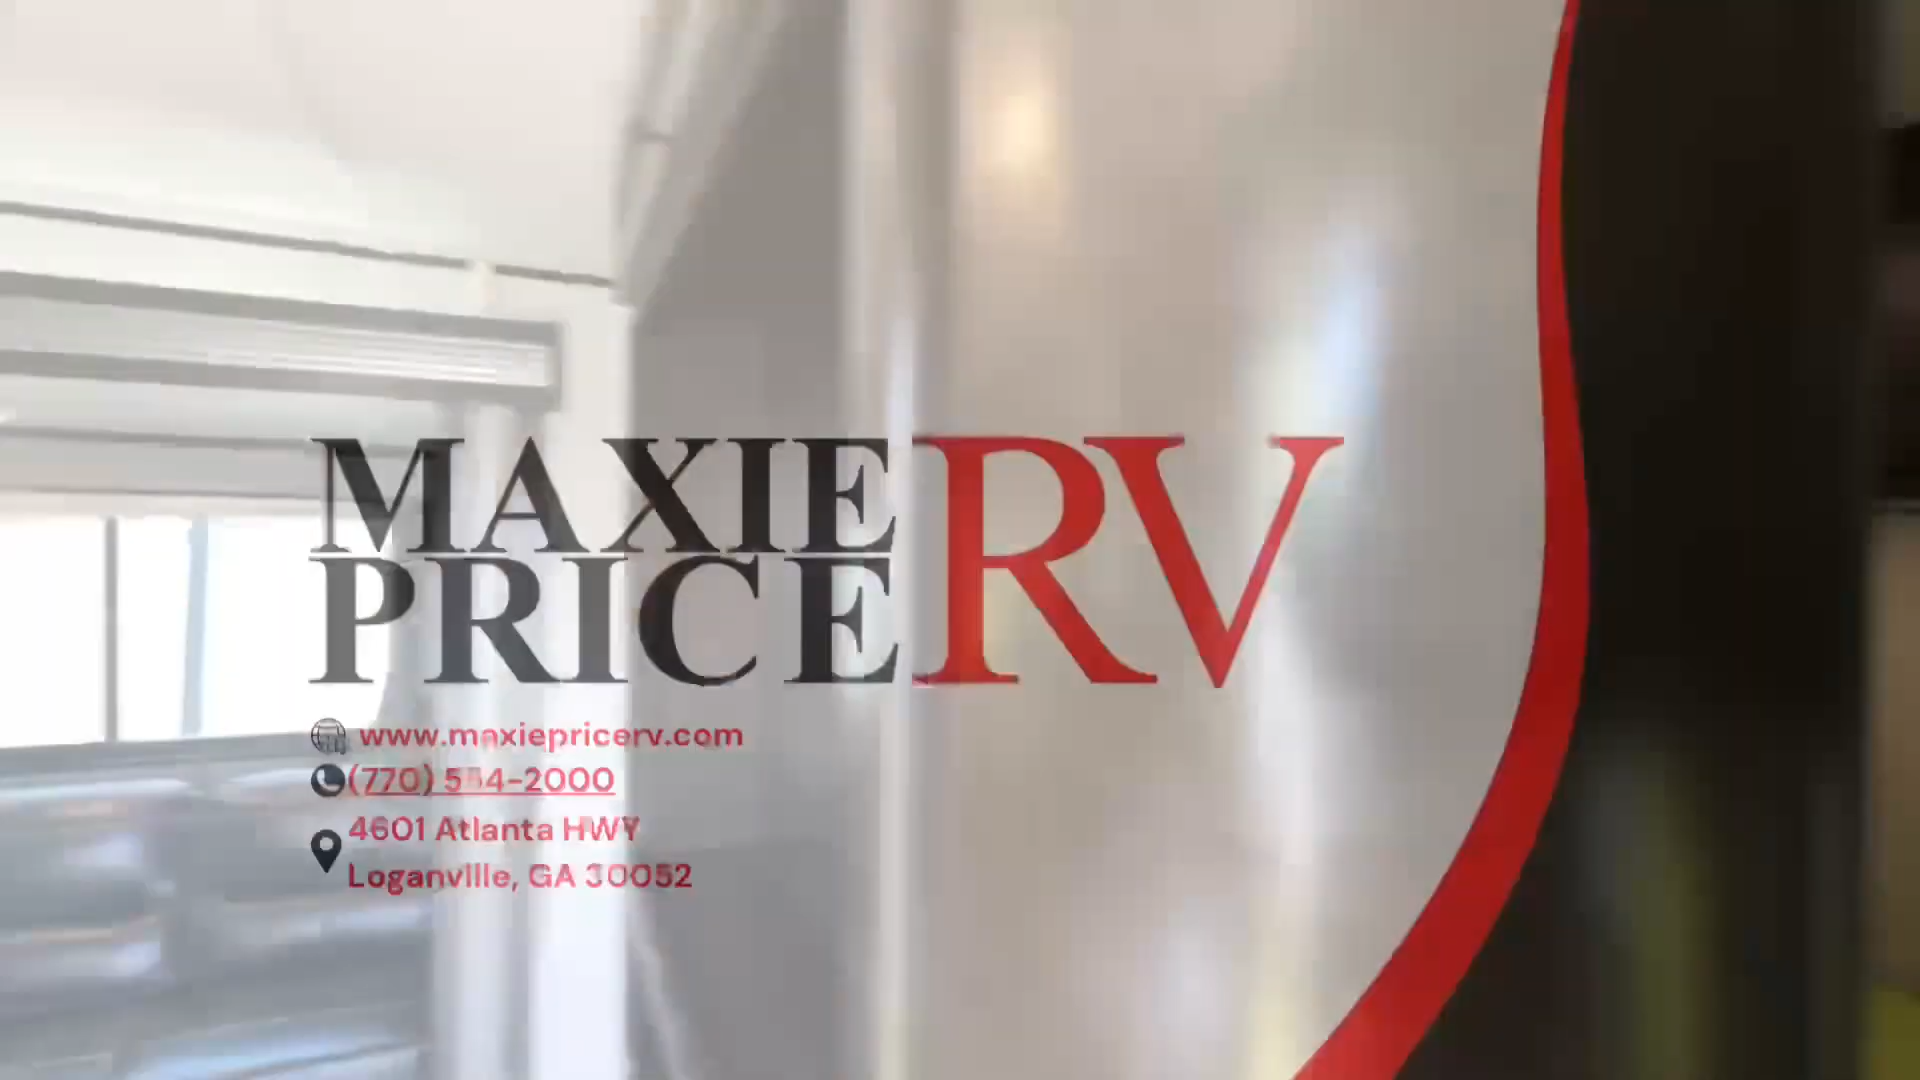 MAXIE
PRICE RV
www.maxiepricerv.com
(770) 554-2000
4601 Atlanta HWY
Loganville, GA 30052